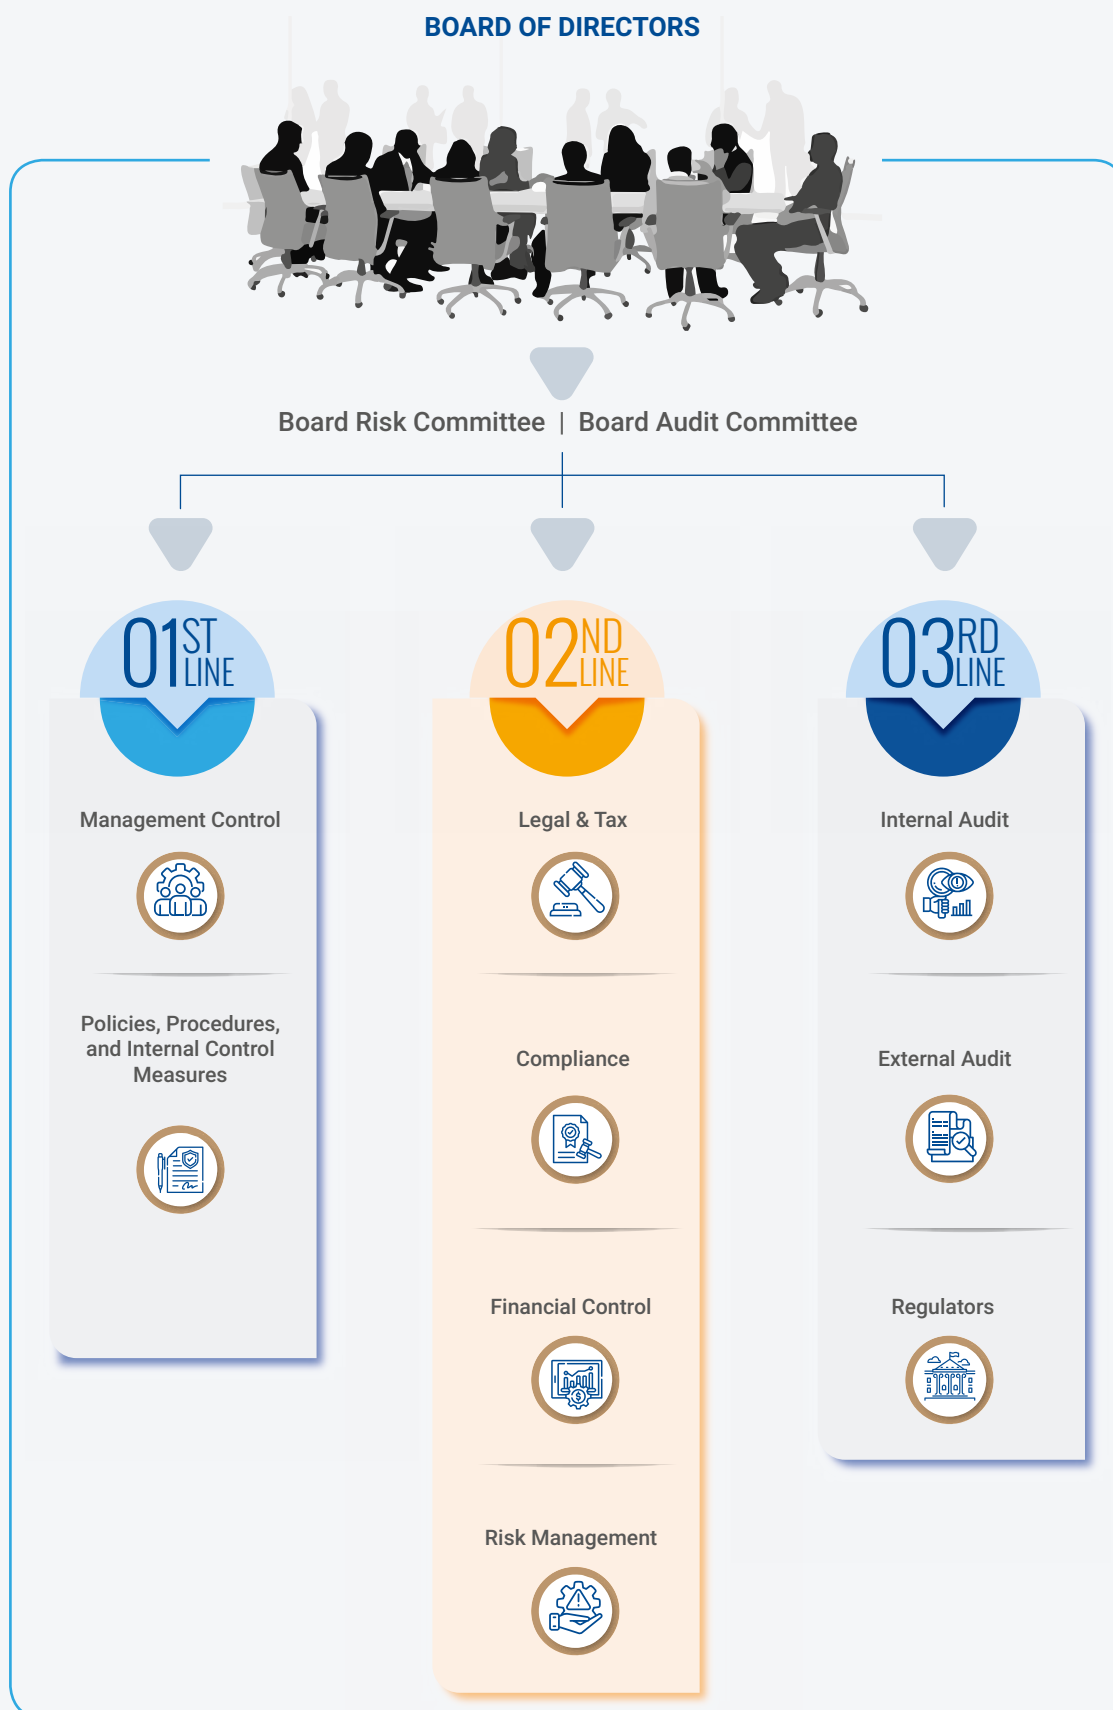 BOARD OF DIRECTORS
Board Risk Committee | Board Audit Committee
01ST LINE
Management Control
Policies, Procedures,
and Internal Control
Measures
02ND LINE
Legal & Tax
Compliance
Financial Control
Risk Management
03RD LINE
Internal Audit
External Audit
Regulators